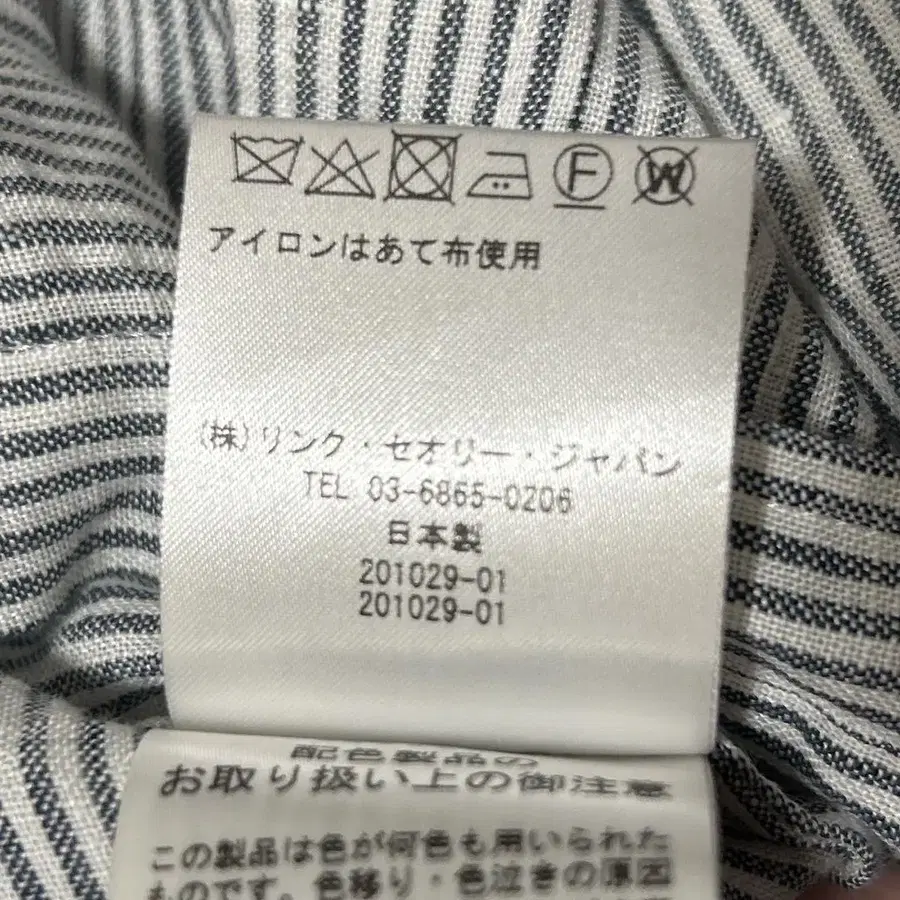 F W
アイロンはあて布使用
(株)リンク・セオリー・ジャパン
TEL 03-6865-0206
日本製
201029-01
201029-01
配色製品の
お取り扱い上の御注意
この製品は色が何色も用いられた
ものです。色移り・色泣きの原因